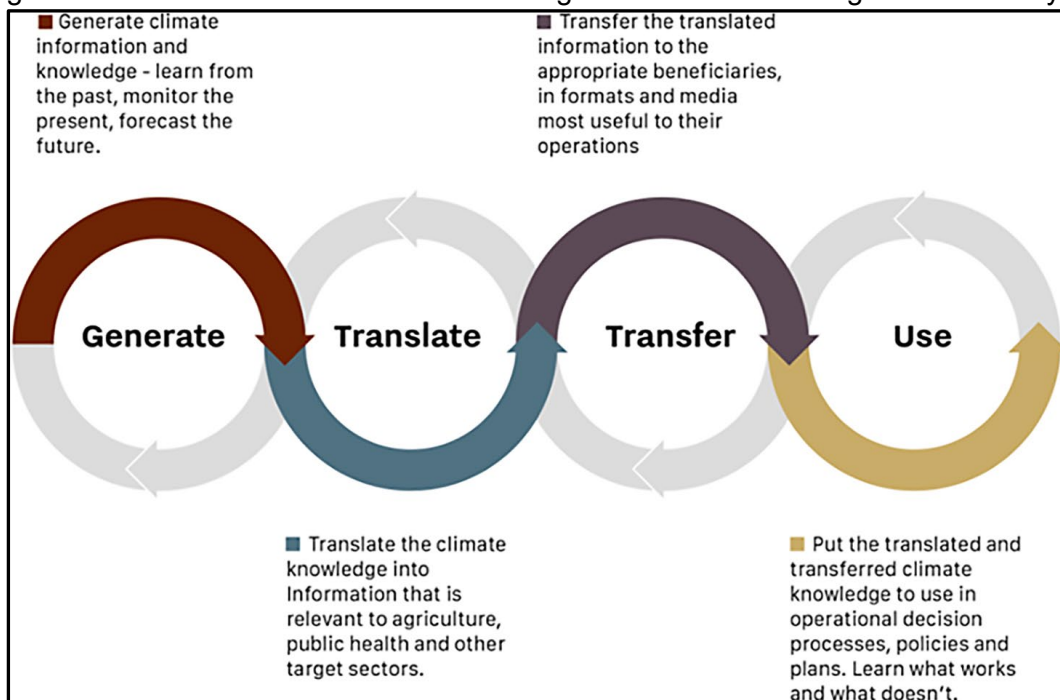 Generate climate
information and
knowledge - learn from
the past, monitor the
present, forecast the
future.
Transfer the translated
information to the
appropriate beneficiaries,
in formats and media
most useful to their
operations
Generate
Translate
Transfer
Use
Translate the climate
knowledge into
Information that is
relevant to agriculture,
public health and other
target sectors.
Put the translated and
transferred climate
knowledge to use in
operational decision
processes, policies and
plans. Learn what works
and what doesn't.